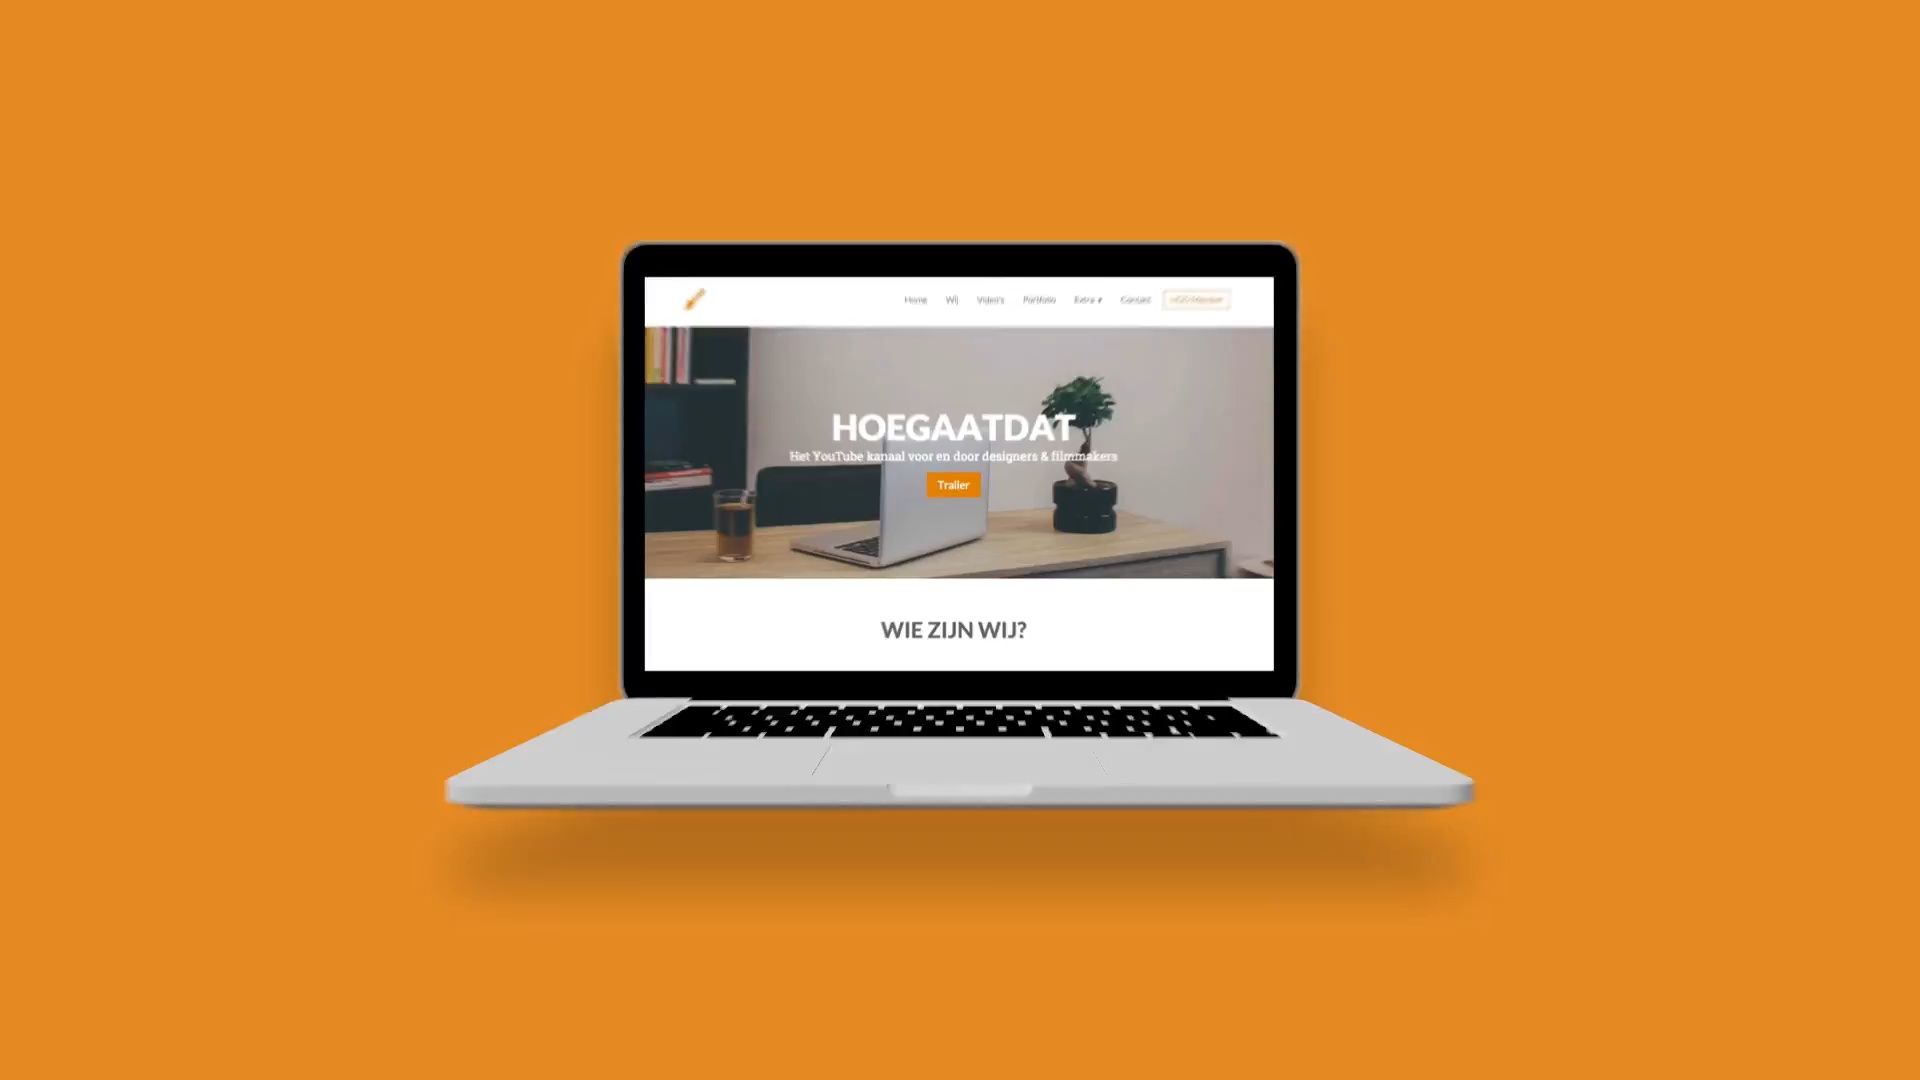 Home Wij Video's Portfolio Extra Contact
HOEGAATDAT
Het YouTube kanaal voor en door designers & filmmakers
Trailer
WIE ZIJN WIJ?